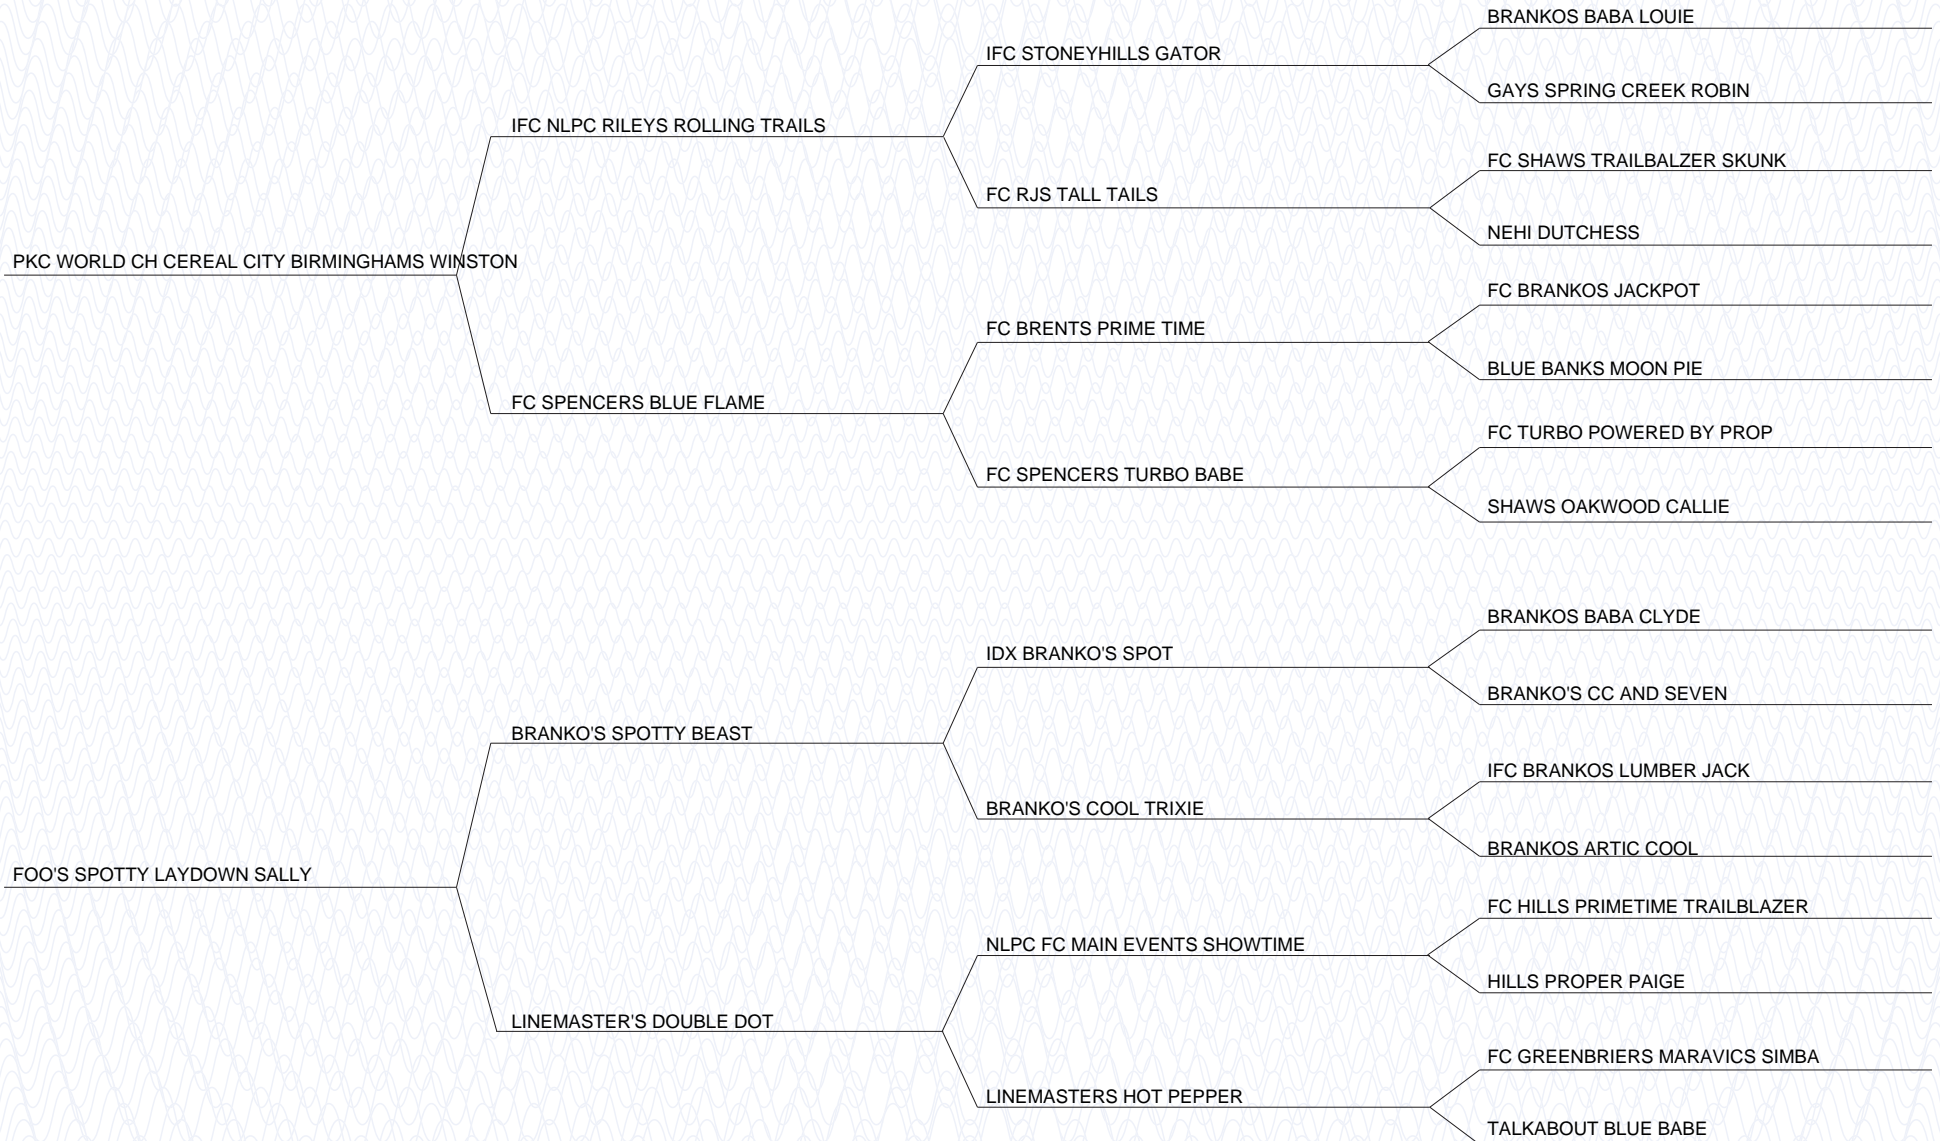 BRANKOS BABA LOUIE
IFC STONEYHILLS GATOR
GAYS SPRING CREEK ROBIN
IFC NLPC RILEYS ROLLING TRAILS
FC SHAWS TRAILBALZER SKUNK
FC RJS TALL TAILS
NEHI DUTCHESS
PKC WORLD CH CEREAL CITY BIRMINGHAMS WINSTON
FC BRANKOS JACKPOT
FC BRENTS PRIME TIME
BLUE BANKS MOON PIE
FC SPENCERS BLUE FLAME
FC TURBO POWERED BY PROP
FC SPENCERS TURBO BABE
SHAWS OAKWOOD CALLIE
BRANKOS BABA CLYDE
IDX BRANKO'S SPOT
BRANKO'S CC AND SEVEN
BRANKO'S SPOTTY BEAST
IFC BRANKOS LUMBER JACK
BRANKO'S COOL TRIXIE
BRANKOS ARTIC COOL
FOO'S SPOTTY LAYDOWN SALLY
FC HILLS PRIMETIME TRAILBLAZER
NLPC FC MAIN EVENTS SHOWTIME
HILLS PROPER PAIGE
LINEMASTER'S DOUBLE DOT
FC GREENBRIERS MARAVICS SIMBA
LINEMASTERS HOT PEPPER
TALKABOUT BLUE BABE